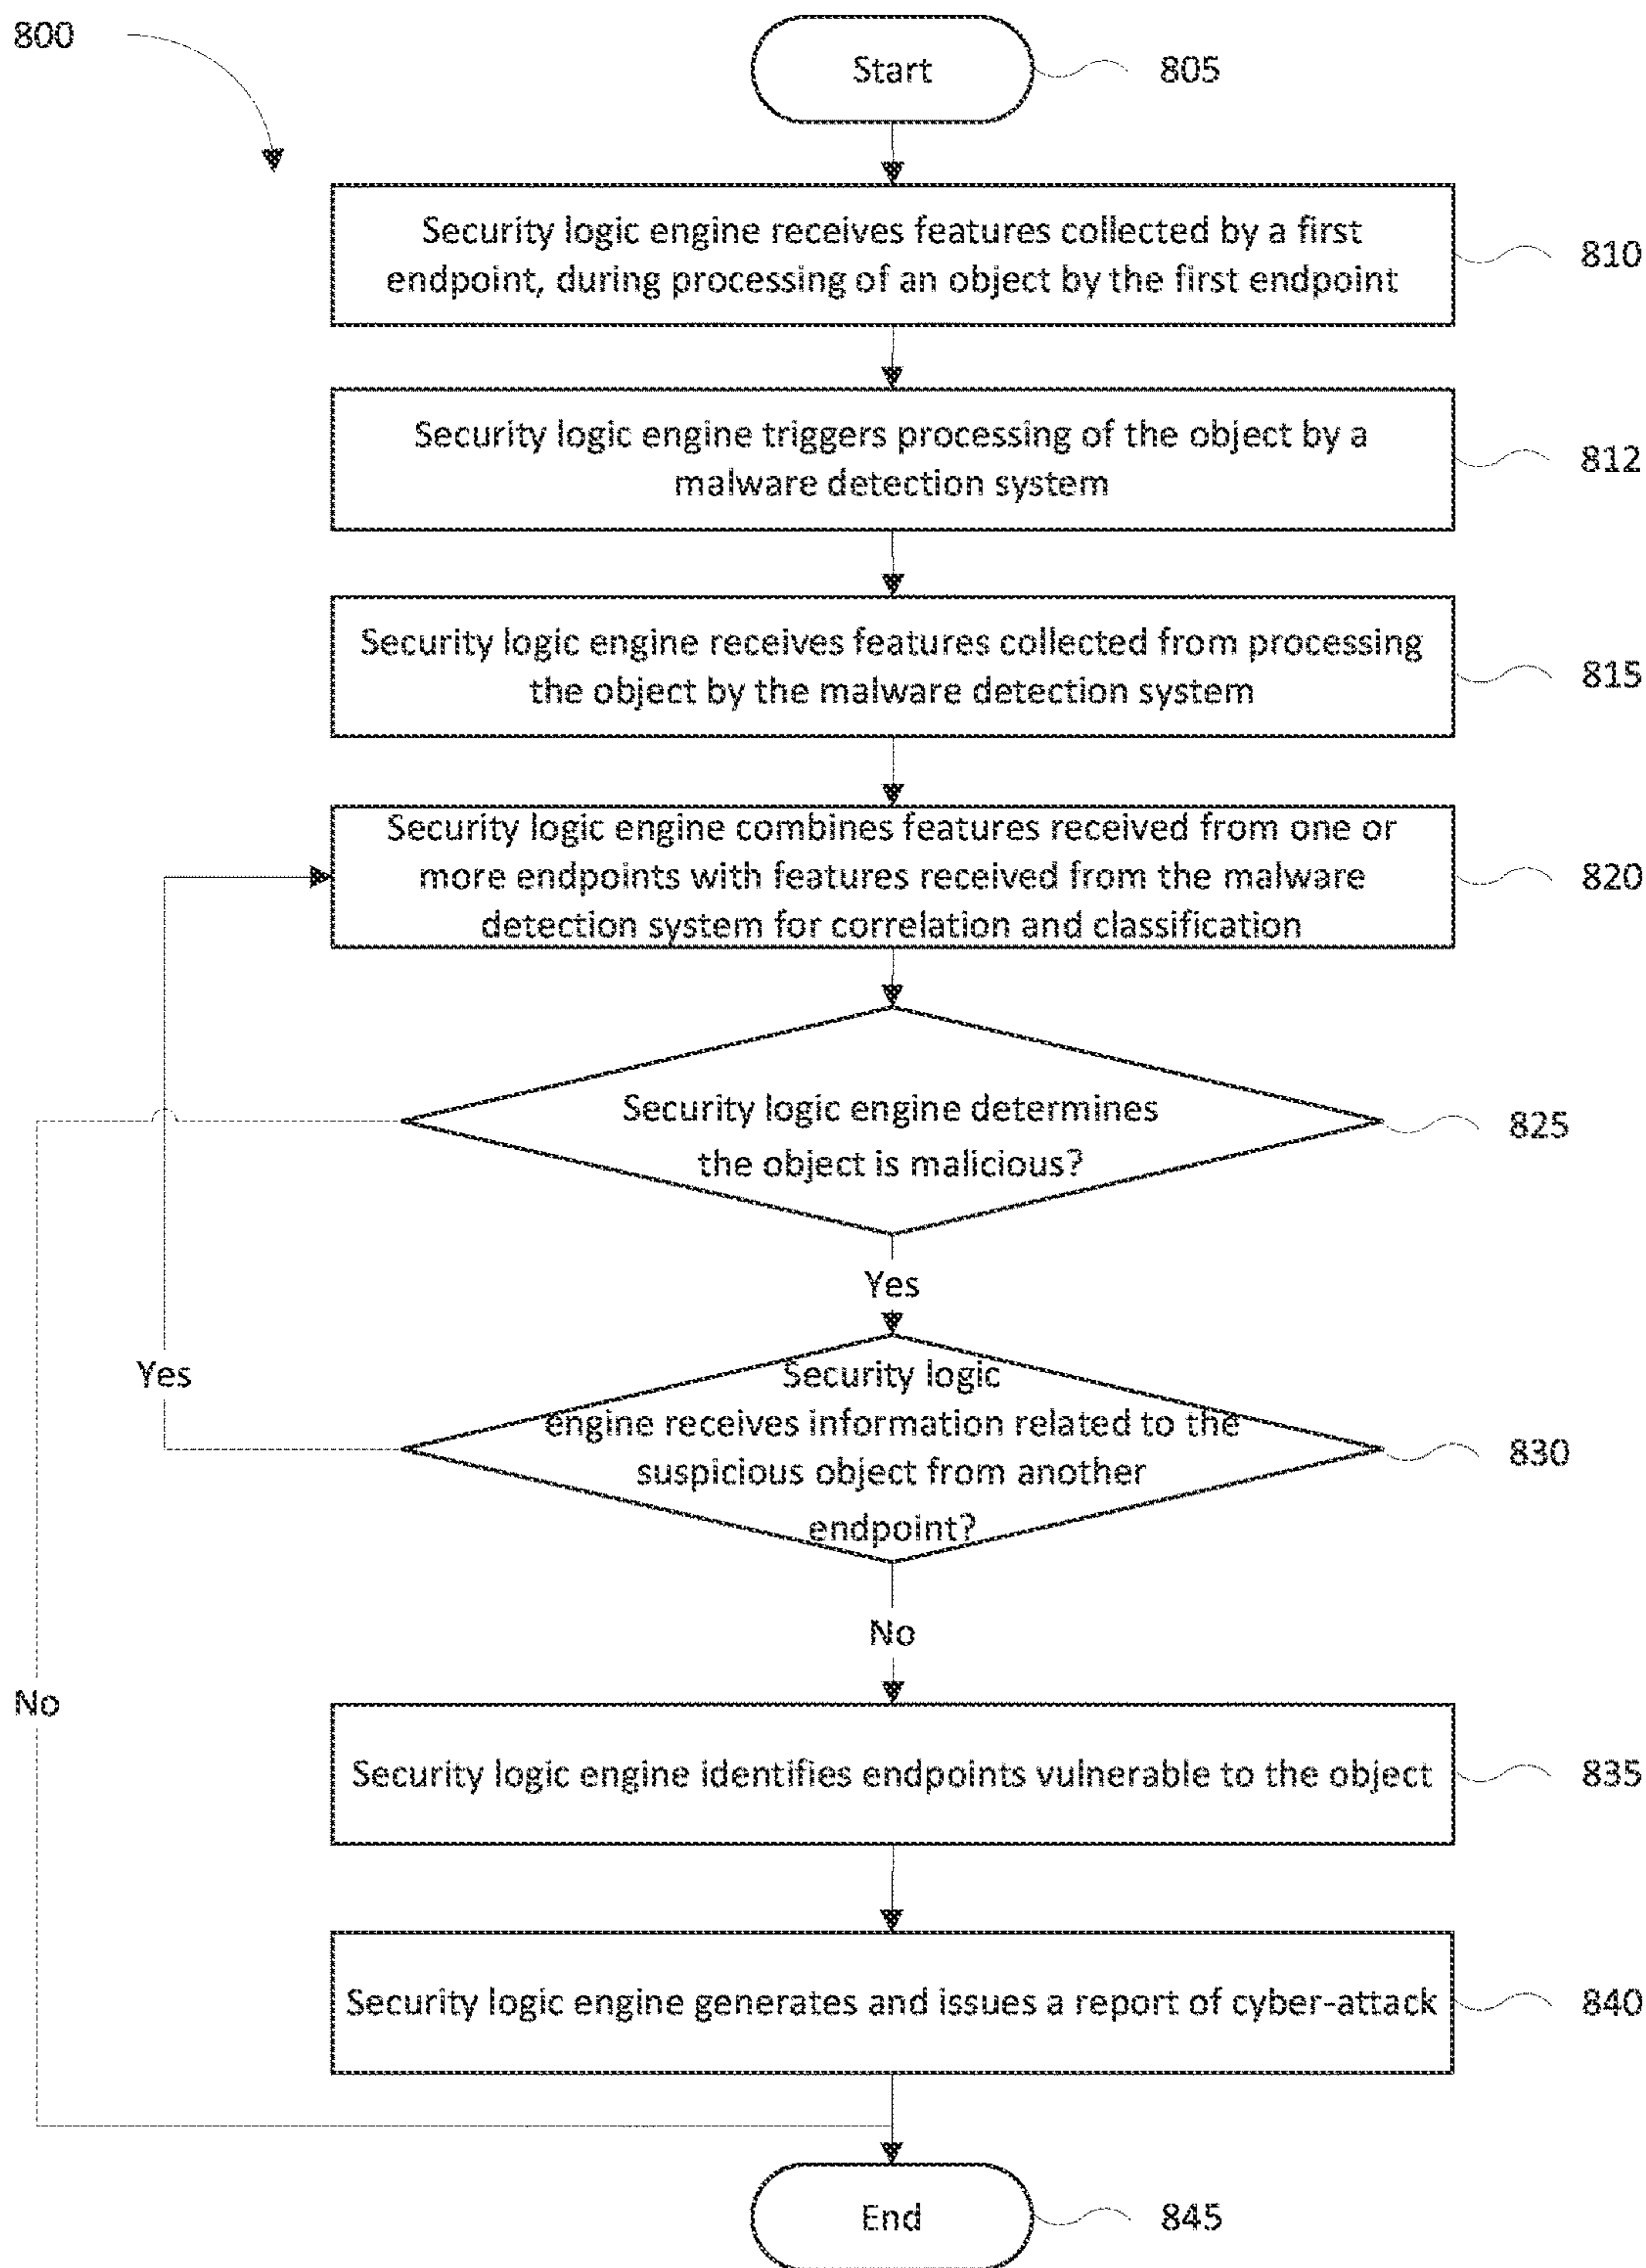 800
Start
805
Security logic engine receives features collected by a first
endpoint, during processing of an object by the first endpoint
810
Security logic engine triggers processing of the object by a
malware detection system
812
Security logic engine receives features collected from processing
the object by the malware detection system
815
Security logic engine combines features received from one or
more endpoints with features received from the malware
detection system for correlation and classification
820
Security logic engine determines
the object is malicious?
825
Yes
Security logic
engine receives information related to the
suspicious object from another
endpoint?
830
Yes
No
No
Security logic engine identifies endpoints vulnerable to the object
835
Security logic engine generates and issues a report of cyber-attack
840
End
845